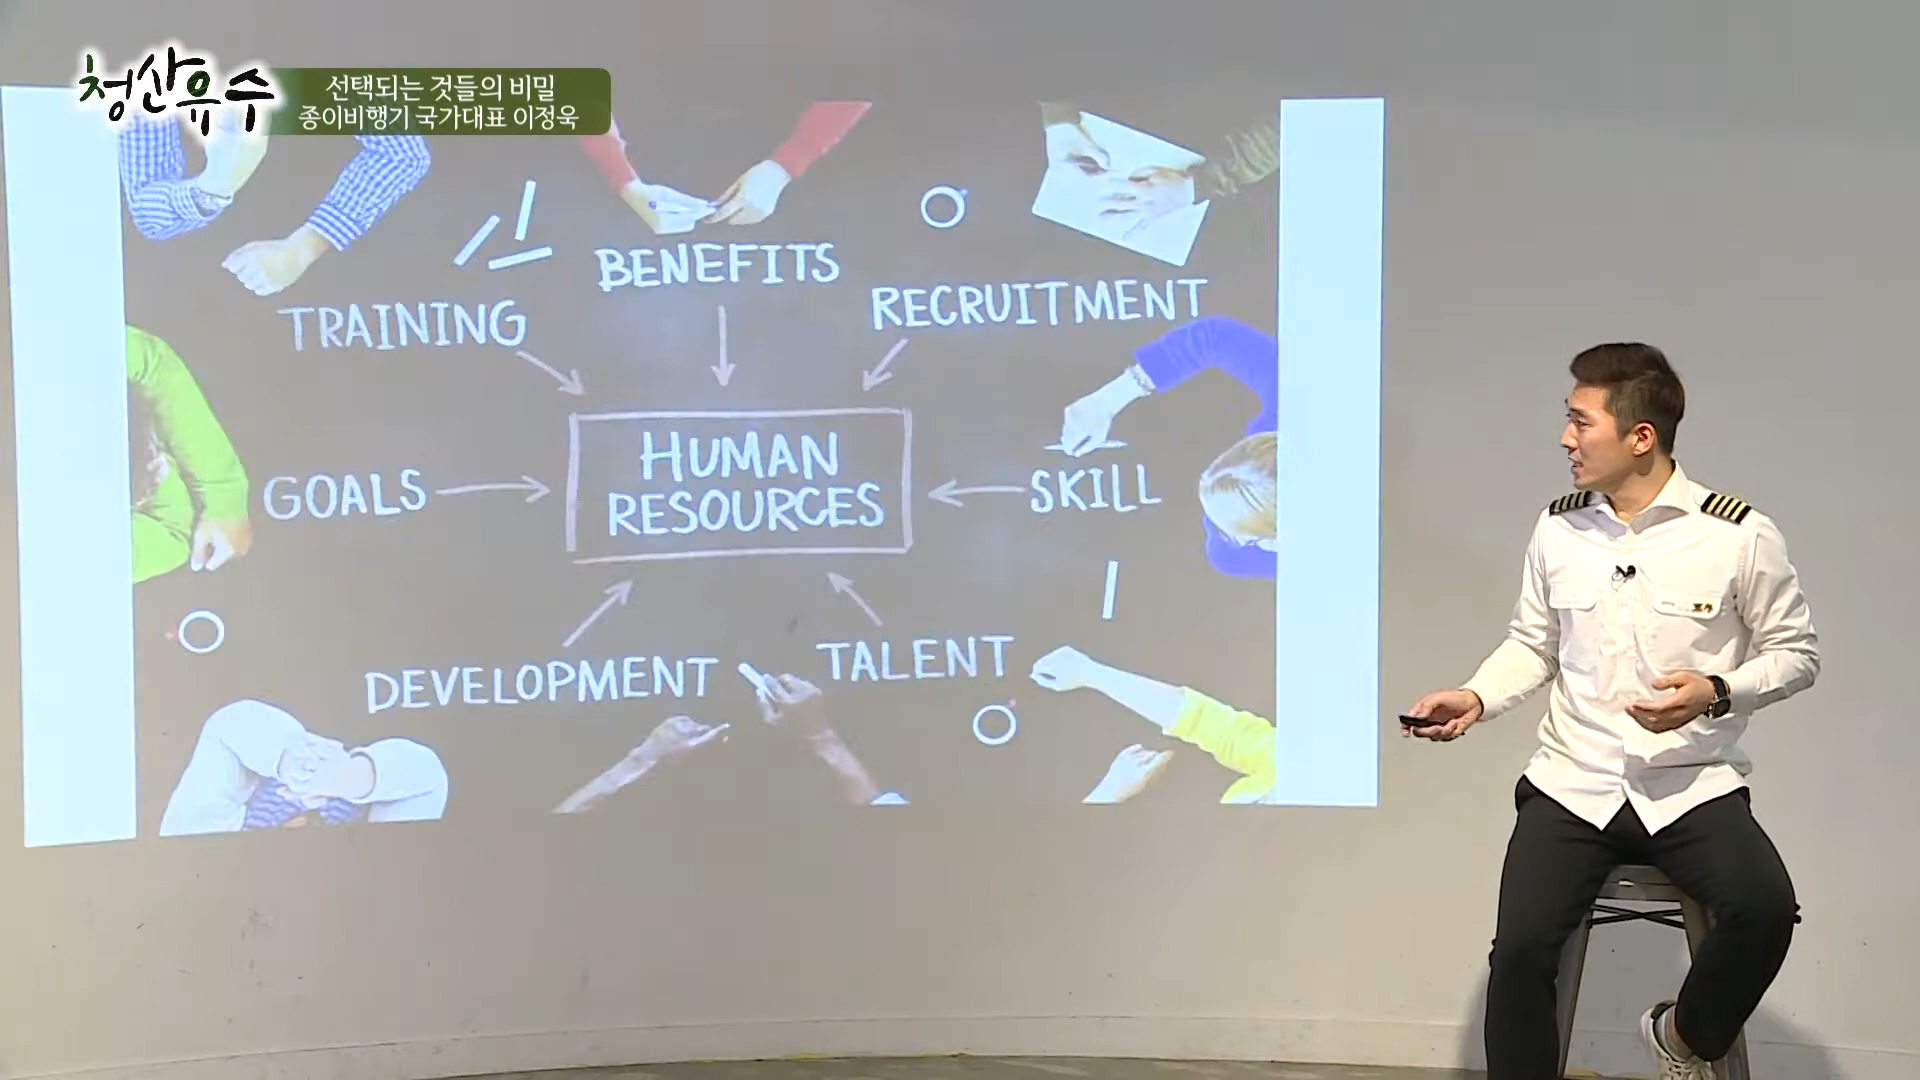 청산유수
선택되는 것들의 비밀
종이비행기 국가대표 이정욱
BENEFITS
RECRUITMENT
TRAINING
HUMAN
RESOURCES
GOALS
SKILL
DEVELOPMENT
TALENT